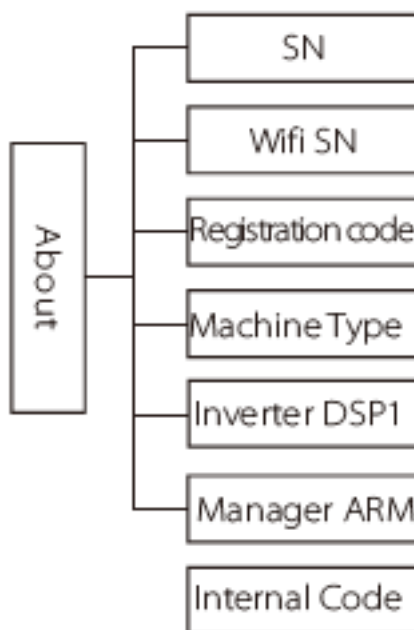 About
SN
Wifi SN
Registration code
Machine Type
Inverter DSP1
Manager ARM
Internal Code